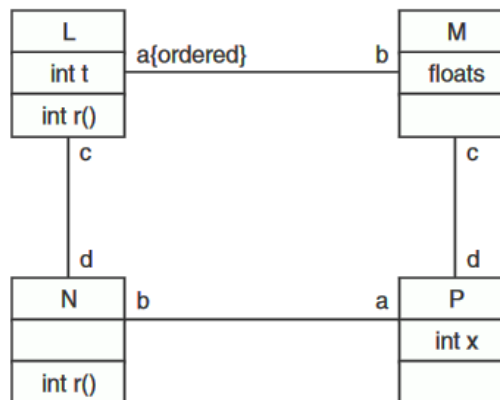 L
int t
int r()
a{ordered}
b
M
floats
c
c
d
d
N
int r()
b
a
P
int x